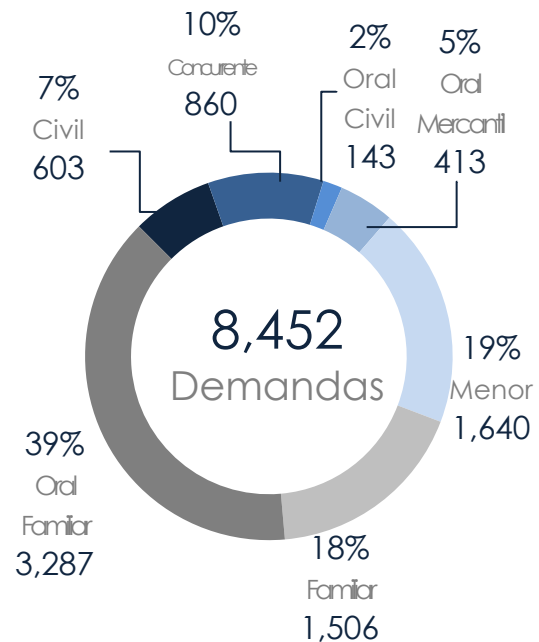 10%
Concurrente
860
2%
Oral
Civil
143
5%
Oral
Mercantil
413
7%
Civil
603
8,452
Demandas
19%
Menor
1,640
39%
Oral
Familiar
3,287
18%
Familiar
1,506